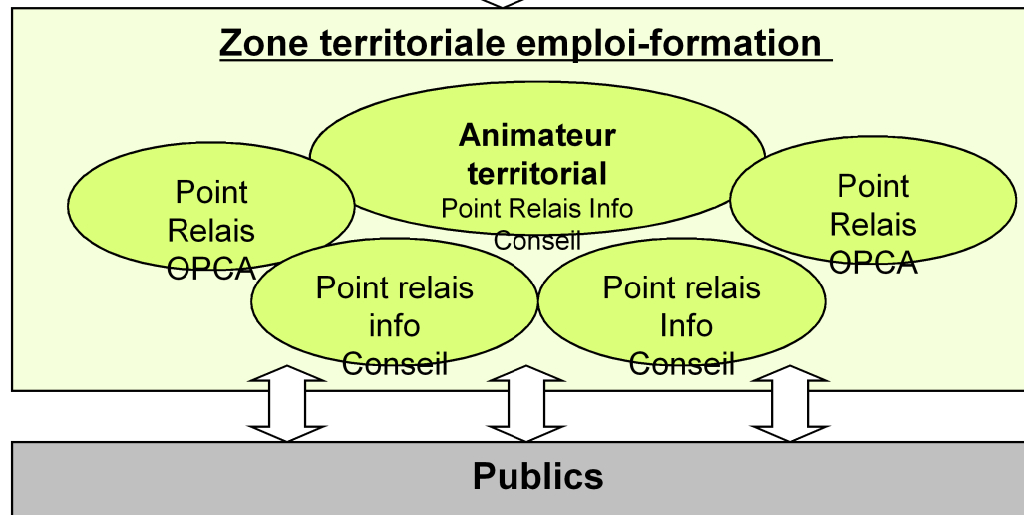 Zone territoriale emploi-formation
Animateur
territorial
Point Relais Info
Conseil
Point
Relais
OPCA
Point
Relais
OPCA
Point relais
info
Conseil
Point relais
Info
Conseil
Publics